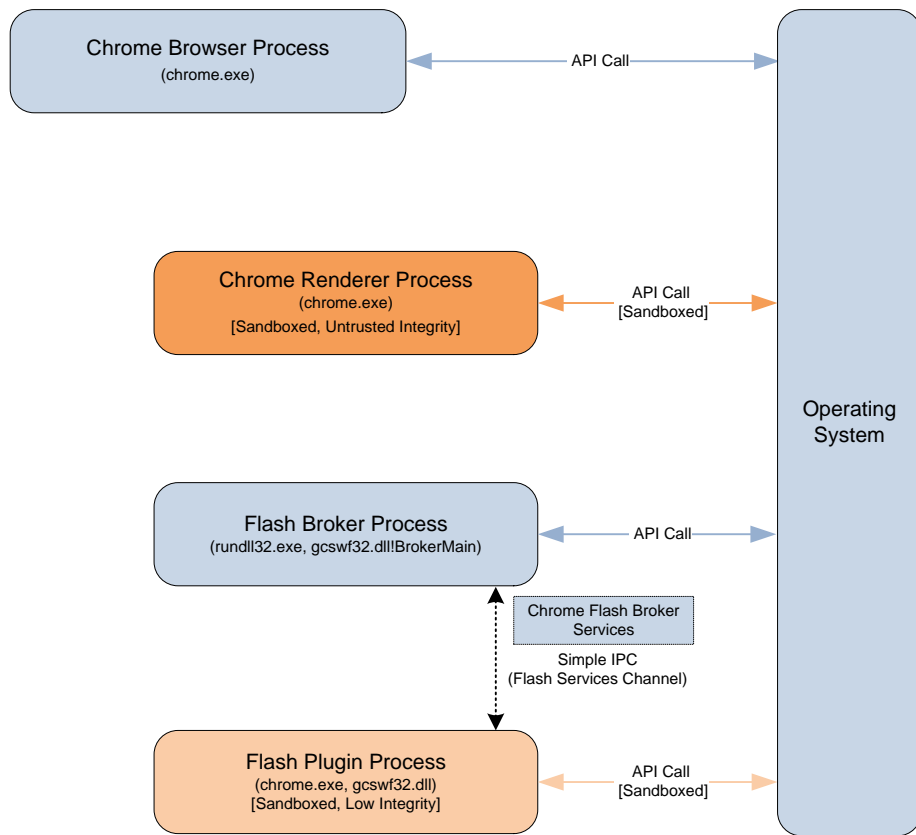 Chrome Browser Process
(chrome.exe)
API Call
Chrome Renderer Process
(chrome.exe)
[Sandboxed, Untrusted Integrity]
API Call
[Sandboxed]
Operating
System
Flash Broker Process
(rundll32.exe, gcswf32.dll!BrokerMain)
API Call
Chrome Flash Broker
Services
Simple IPC
(Flash Services Channel)
Flash Plugin Process
(chrome.exe, gcswf32.dll)
[Sandboxed, Low Integrity]
API Call
[Sandboxed]